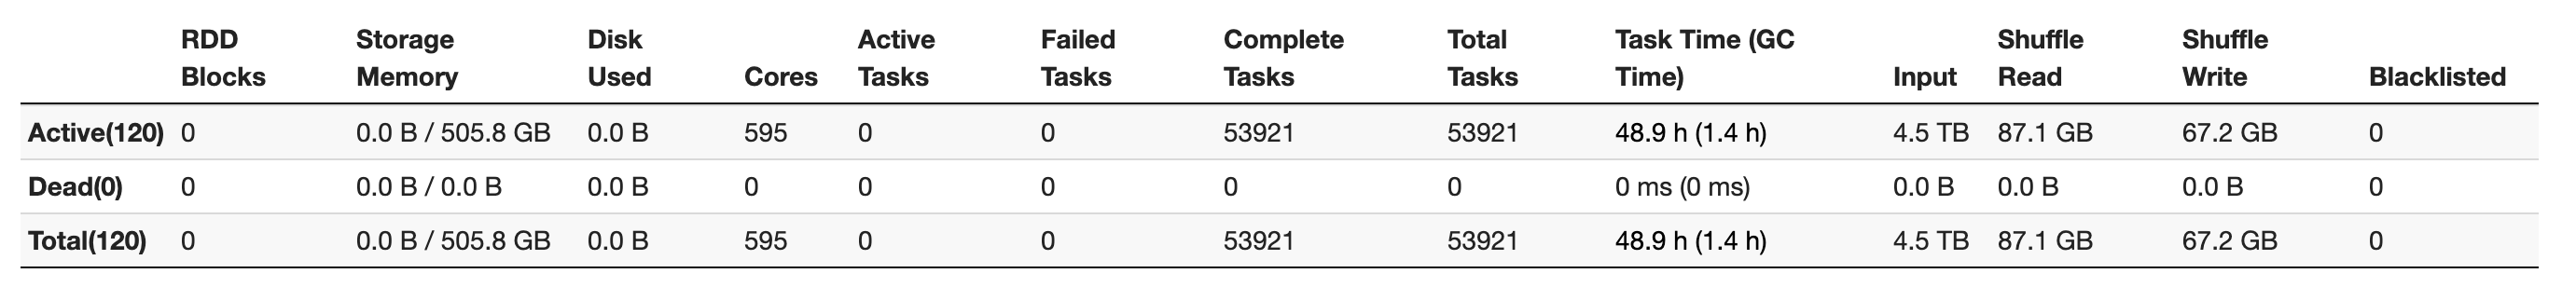 RDD Blocks Storage Memory Disk Used Cores Active Tasks Failed Tasks Complete Tasks Total Tasks Task Time (GC Time) Input Shuffle Read Shuffle Write Blacklisted
Active(120) 0 0.0 B / 505.8 GB 0.0 B 595 0 0 53921 53921 48.9 h (1.4 h) 4.5 TB 87.1 GB 67.2 GB 0
Dead(0) 0 0.0 B / 0.0 B 0.0 B 0 0 0 0 0 0 ms (0 ms) 0.0 B 0.0 B 0.0 B 0
Total(120) 0 0.0 B / 505.8 GB 0.0 B 595 0 0 53921 53921 48.9 h (1.4 h) 4.5 TB 87.1 GB 67.2 GB 0